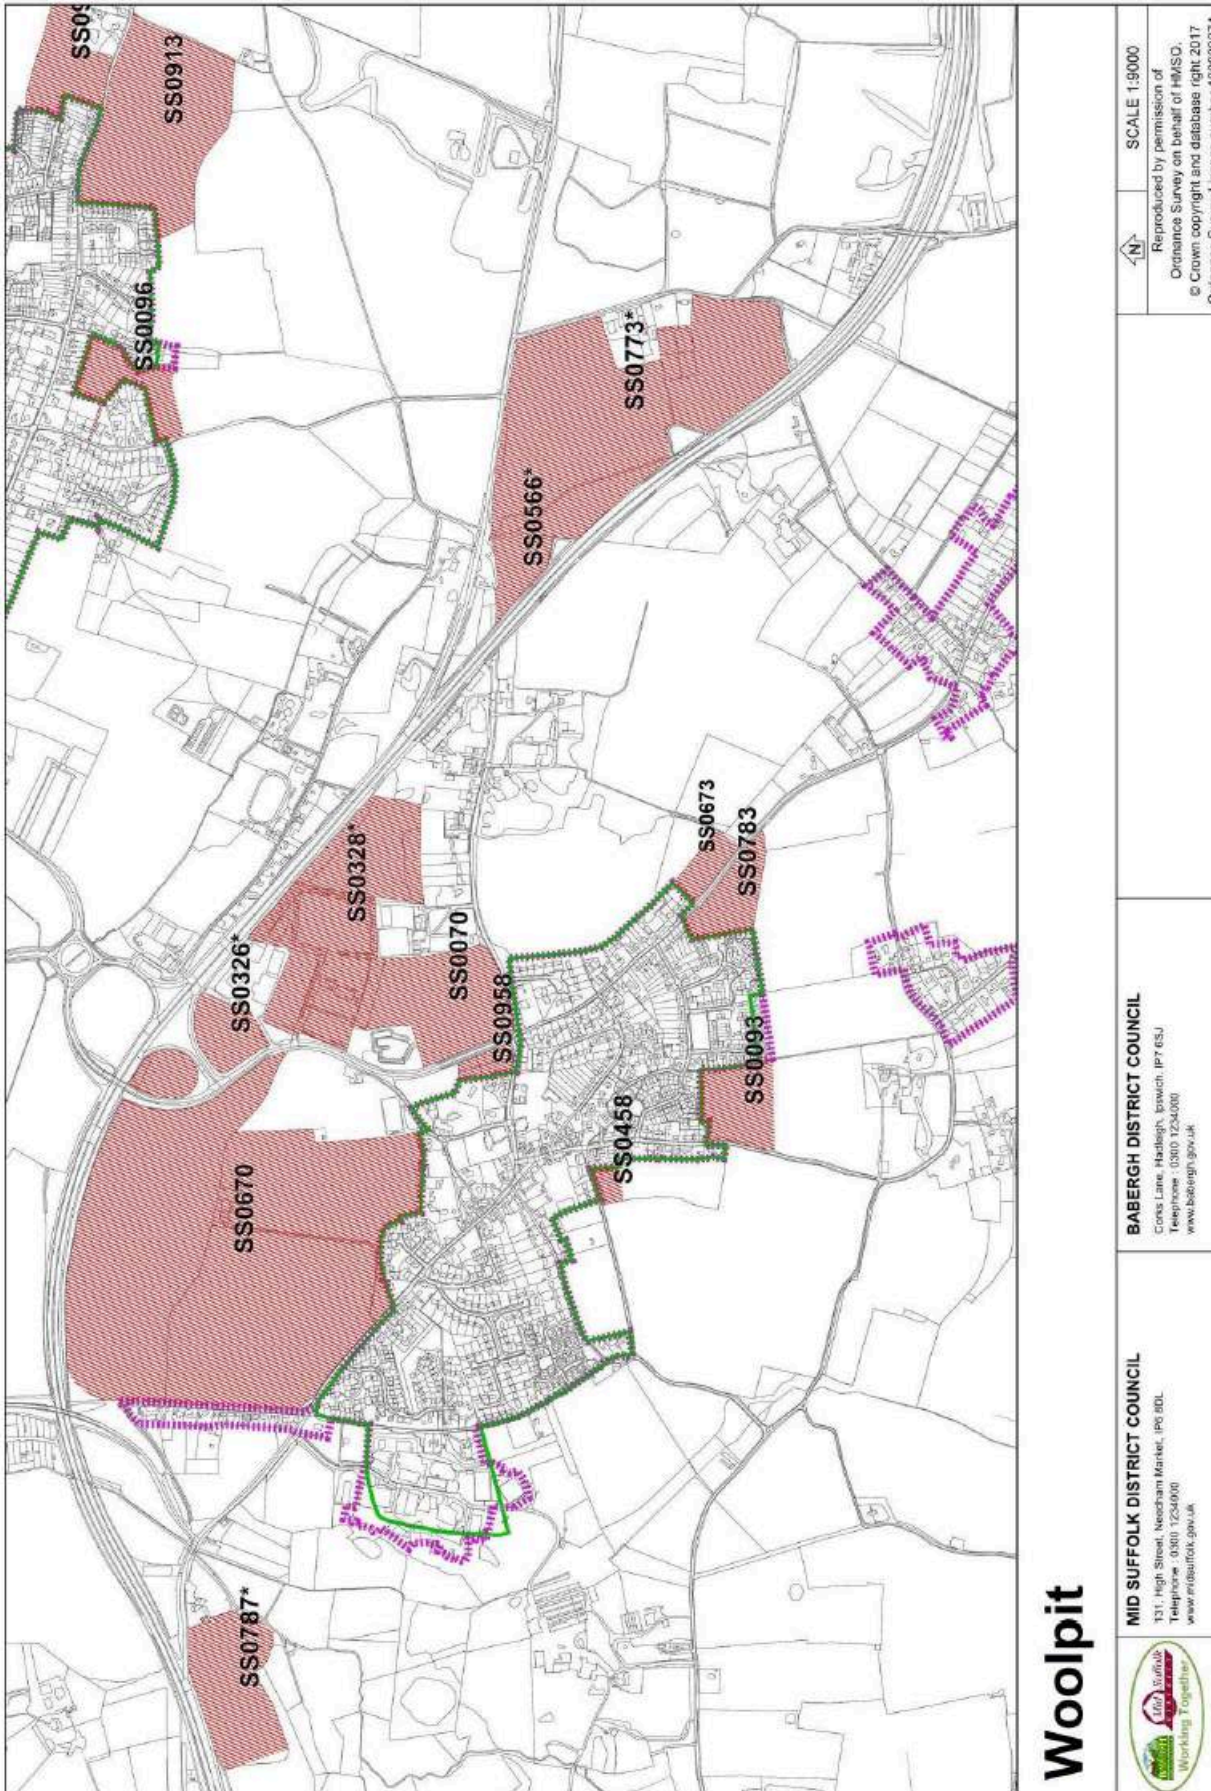 SS0913
SS0096
SS0773*
SS0566*
SS0326*
SS0328*
SS0070
SS0958
SS0673
SS0783
SS0093
SS0458
SS0670
SS0787*
Woolpit
MID SUFFOLK DISTRICT COUNCIL
131, High Street, Needham Market, IP6 8DL
Telephone : 0300 1234000
www.midsuffolk.gov.uk
BABERGH DISTRICT COUNCIL
Corks Lane, Hadleigh, Ipswich. IP7 6SJ
Telephone : 0300 1234000
www.babergh.gov.uk
N
SCALE 1:9000
Reproduced by permission of
Ordnance Survey on behalf of HMSO.
© Crown copyright and database right 2017
Mid Suffolk
Working Together